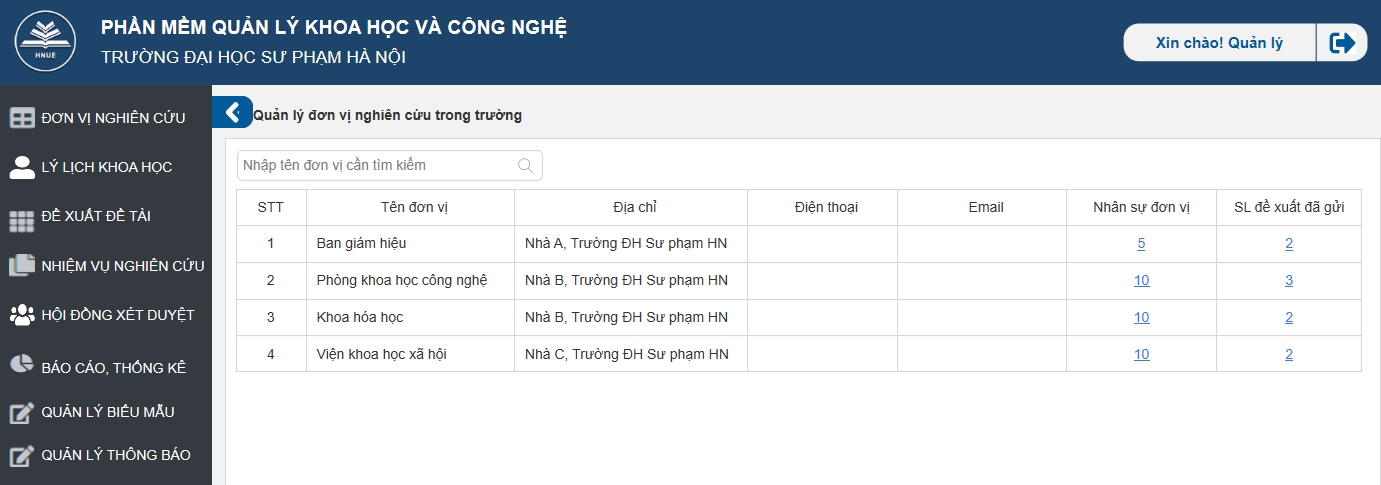 HNUE
PHẦN MỀM QUẢN LÝ KHOA HỌC VÀ CÔNG NGHỆ
TRƯỜNG ĐẠI HỌC SƯ PHẠM HÀ NỘI
Xin chào! Quản lý
ĐƠN VỊ NGHIÊN CỨU
LÝ LỊCH KHOA HỌC
ĐỀ XUẤT ĐỀ TÀI
NHIỆM VỤ NGHIÊN CỨU
HỘI ĐỒNG XÉT DUYỆT
BÁO CÁO, THỐNG KÊ
QUẢN LÝ BIỂU MẪU
QUẢN LÝ THÔNG BÁO
Quản lý đơn vị nghiên cứu trong trường
Nhập tên đơn vị cần tìm kiếm
STT Tên đơn vị Địa chỉ Điện thoại Email Nhân sự đơn vị SL đề xuất đã gửi
1 Ban giám hiệu Nhà A, Trường ĐH Sư phạm HN 5 2
2 Phòng khoa học công nghệ Nhà B, Trường ĐH Sư phạm HN 10 3
3 Khoa hóa học Nhà B, Trường ĐH Sư phạm HN 10 2
4 Viện khoa học xã hội Nhà C, Trường ĐH Sư phạm HN 10 2